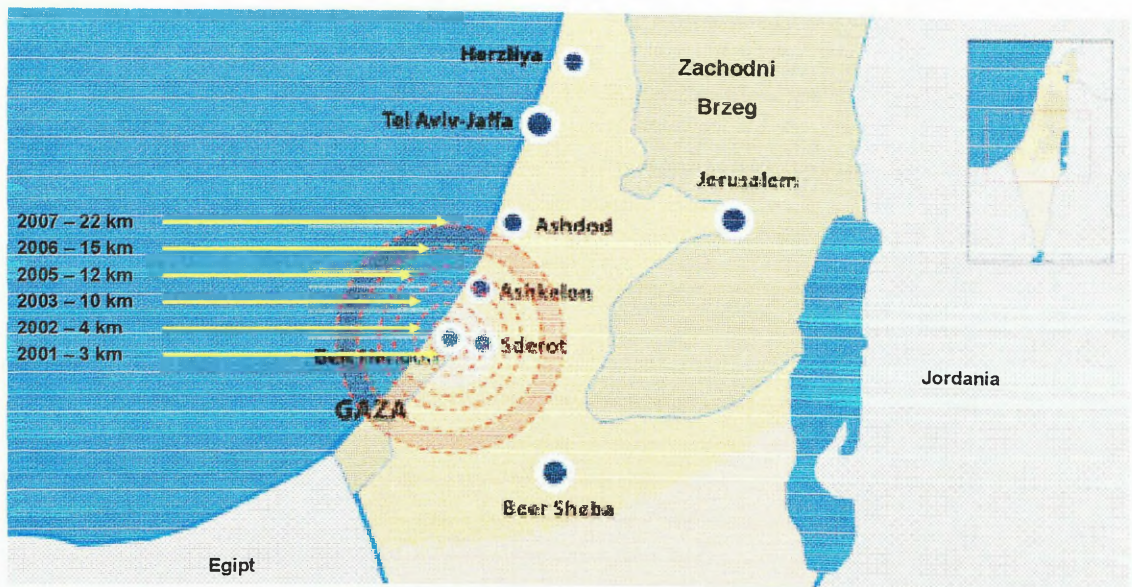 Herzliya
Zachodni
Brzeg
Tel Aviv-Jaffa
Jerusalem
2007 – 22 km
Ashdod
2006 – 15 km
2005 – 12 km
Ashkelon
2003 – 10 km
2002 – 4 km
Sderot
2001 – 3 km
Jordania
GAZA
Beer Sheba
Egipt